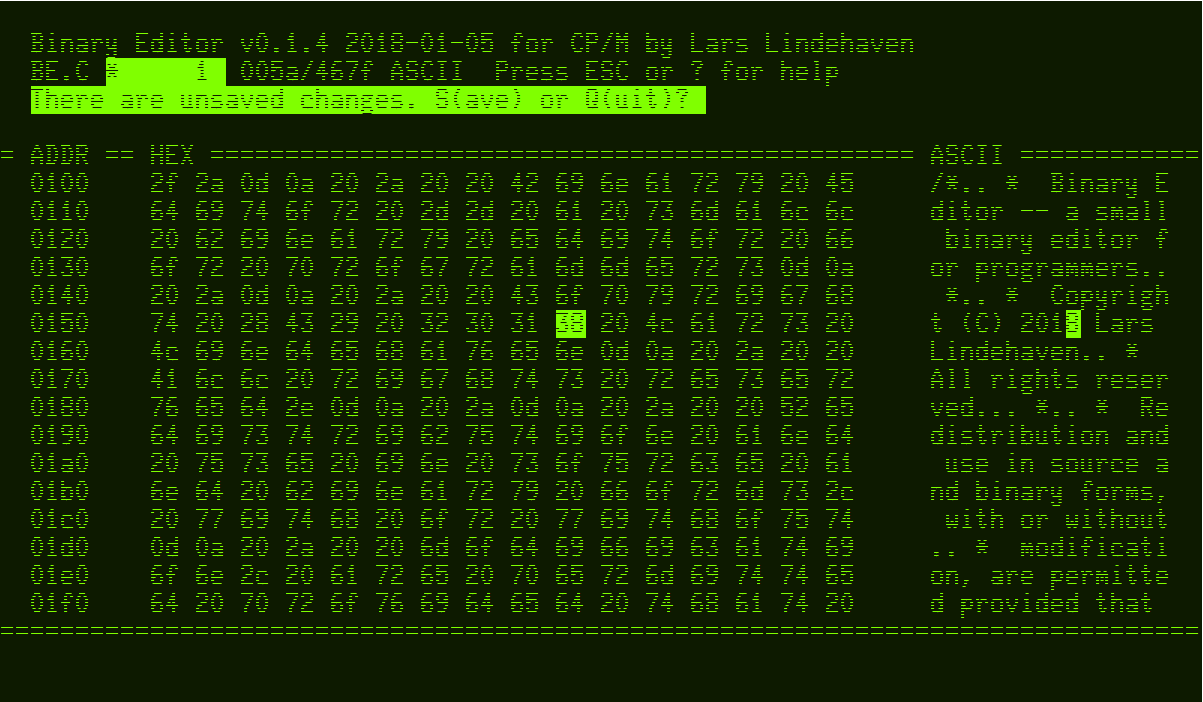 Binary Editor v0.1.4 2018-01-05 for CP/M by Lars Lindehaven
BE.C * i 005a/467f ASCII Press ESC or ? for help
There are unsaved changes. S(ave) or Q(uit)?
= ADDR == HEX =============================================== ASCII ============
0100 2f 2a 0d 0a 20 2a 20 20 42 69 6e 61 72 79 20 45 /*.. *  Binary E
0110 64 69 74 6f 72 20 2d 2d 20 61 20 73 6d 61 6c 6c ditor -- a small
0120 20 62 69 6e 61 72 79 20 65 64 69 74 6f 72 20 66  binary editor f
0130 6f 72 20 70 72 6f 67 72 61 6d 6d 65 72 73 0d 0a or programmers..
0140 20 2a 0d 0a 20 2a 20 20 43 6f 70 79 72 69 67 68  *.. *  Copyrigh
0150 74 20 28 43 29 20 32 30 31 38 20 4c 61 72 73 20 t (C) 2018 Lars
0160 4c 69 6e 64 65 68 61 76 65 6e 0d 0a 20 2a 20 20 Lindehaven.. *
0170 41 6c 6c 20 72 69 67 68 74 73 20 72 65 73 65 72 All rights reser
0180 76 65 64 2e 0d 0a 20 2a 0d 0a 20 2a 20 20 52 65 ved... *.. *  Re
0190 64 69 73 74 72 69 62 75 74 69 6f 6e 20 61 6e 64 distribution and
01a0 20 75 73 65 20 69 6e 20 73 6f 75 72 63 65 20 61  use in source a
01b0 6e 64 20 62 69 6e 61 72 79 20 66 6f 72 6d 73 2c nd binary forms,
01c0 20 77 69 74 68 20 6f 72 20 77 69 74 68 6f 75 74  with or without
01d0 0d 0a 20 2a 20 20 6d 6f 64 69 66 69 63 61 74 69 .. *  modificati
01e0 6f 6e 2c 20 61 72 65 20 70 65 72 6d 69 74 74 65 on, are permitte
01f0 64 20 70 72 6f 76 69 64 65 64 20 74 68 61 74 20 d provided that
================================================================================